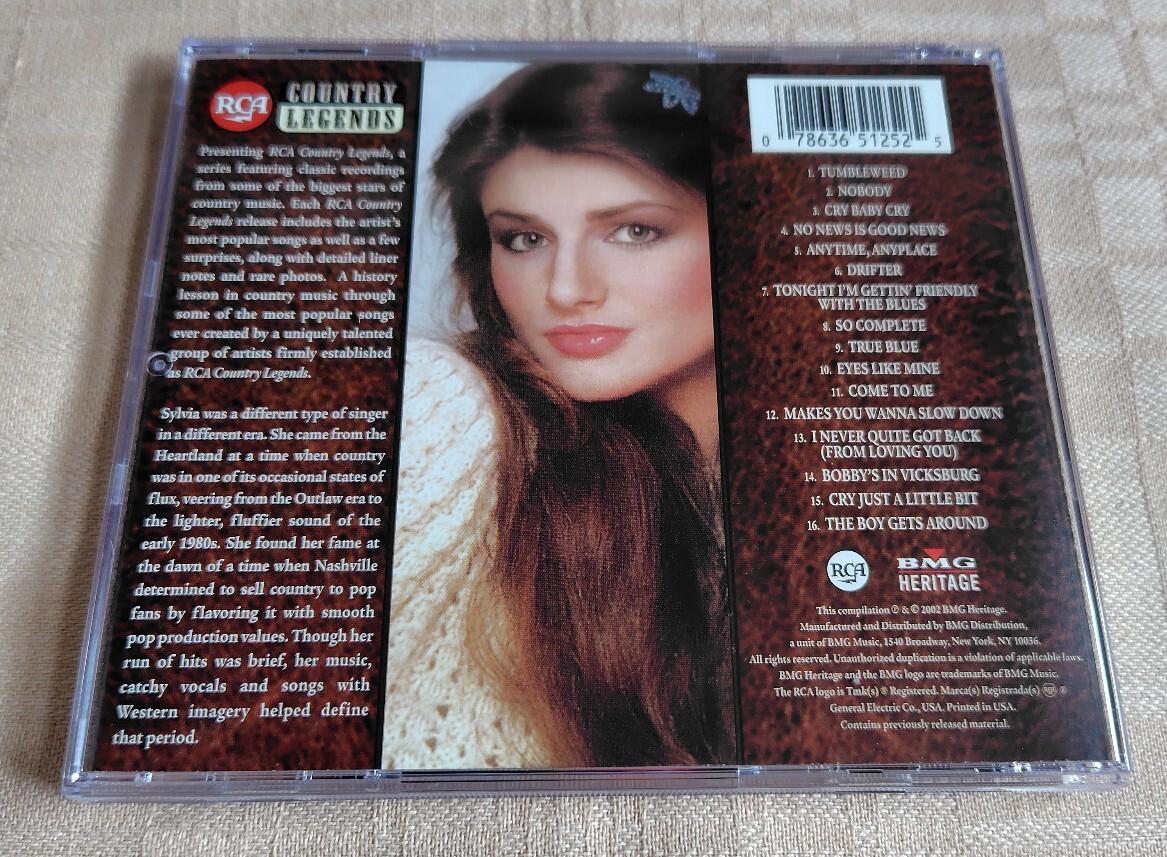 RCA
COUNTRY
LEGENDS
Presenting RCA Country Legends, a
series featuring classic recordings
from some of the biggest stars of
country music. Each RCA Country
Legends release includes the artist's
most popular songs as well as a few
surprises, along with detailed liner
notes and rare photos. A history
lesson in country music through
some of the most popular songs
ever created by a uniquely talented
group of artists firmly established
as RCA Country Legends.
Sylvia was a different type of singer
in a different era. She came from the
Heartland at a time when country
was in one of its occasional states of
flux, veering from the Outlaw era to
the lighter, fluffier sound of the
early 1980s. She found her fame at
the dawn of a time when Nashville
determined to sell country to pop
fans by flavoring it with smooth
pop production values. Though her
run of hits was brief, her music,
catchy vocals and songs with
Western imagery helped define
that period.
0 78636 51252 5
1. TUMBLEWEED
2. NOBODY
3. CRY BABY CRY
4. NO NEWS IS GOOD NEWS
5. ANYTIME, ANYPLACE
6. DRIFTER
7. TONIGHT I'M GETTIN' FRIENDLY
WITH THE BLUES
8. SO COMPLETE
9. TRUE BLUE
10. EYES LIKE MINE
11. COME TO ME
12. MAKES YOU WANNA SLOW DOWN
13. I NEVER QUITE GOT BACK
(FROM LOVING YOU)
14. BOBBY'S IN VICKSBURG
15. CRY JUST A LITTLE BIT
16. THE BOY GETS AROUND
RCA
BMG
HERITAGE
This compilation ℗ & © 2002 BMG Heritage.
Manufactured and Distributed by BMG Distribution,
a unit of BMG Music, 1540 Broadway, New York, NY 10036.
All rights reserved. Unauthorized duplication is a violation of applicable laws.
BMG Heritage and the BMG logo are trademarks of BMG Music.
The RCA logo is Tmk(s) ® Registered. Marca(s) Registrada(s) RCA ®
General Electric Co., USA. Printed in USA.
Contains previously released material.